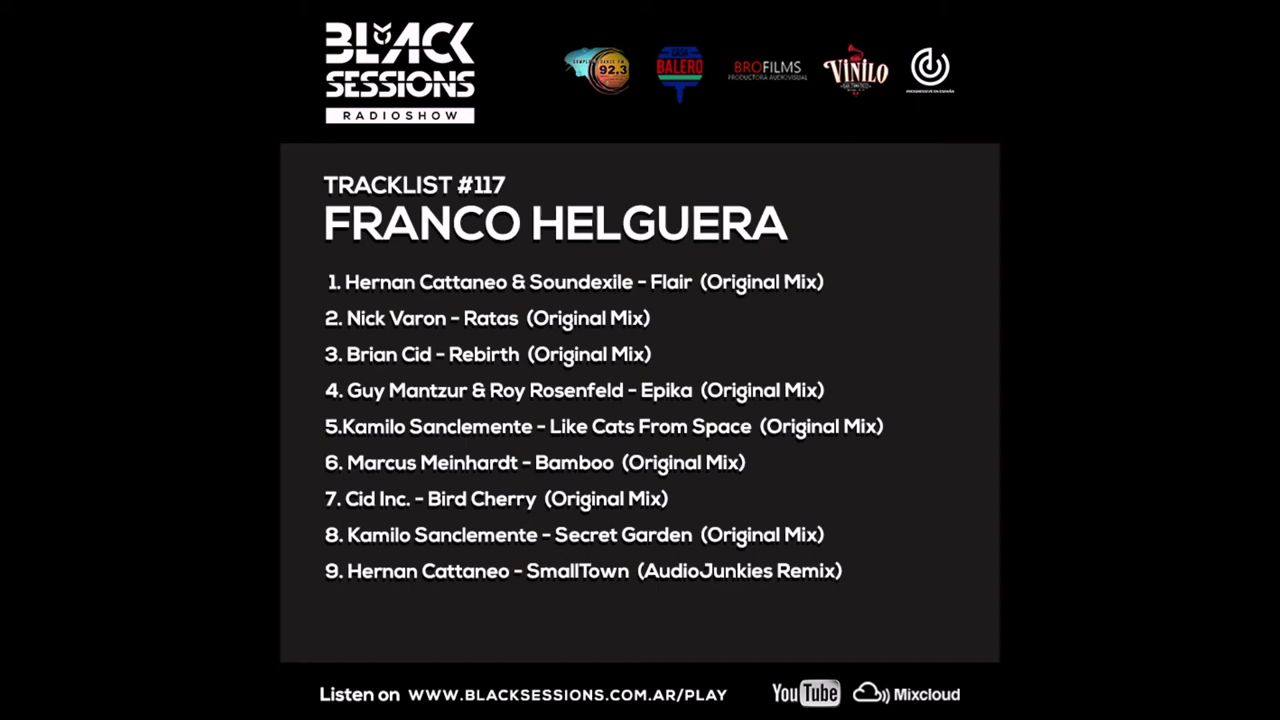 BLACK
SESSIONS
RADIOSHOW
92.3
CASA
BALERO
BROFILMS
PRODUCTORA AUDIOVISUAL
VINILO
TRACKLIST #117
FRANCO HELGUERA
1. Hernan Cattaneo & Soundexile - Flair (Original Mix)
2. Nick Varon - Ratas (Original Mix)
3. Brian Cid - Rebirth (Original Mix)
4. Guy Mantzur & Roy Rosenfeld - Epika (Original Mix)
5.Kamilo Sanclemente - Like Cats From Space (Original Mix)
6. Marcus Meinhardt - Bamboo (Original Mix)
7. Cid Inc. - Bird Cherry (Original Mix)
8. Kamilo Sanclemente - Secret Garden (Original Mix)
9. Hernan Cattaneo - SmallTown (AudioJunkies Remix)
Listen on WWW.BLACKSESSIONS.COM.AR/PLAY YouTube Mixcloud